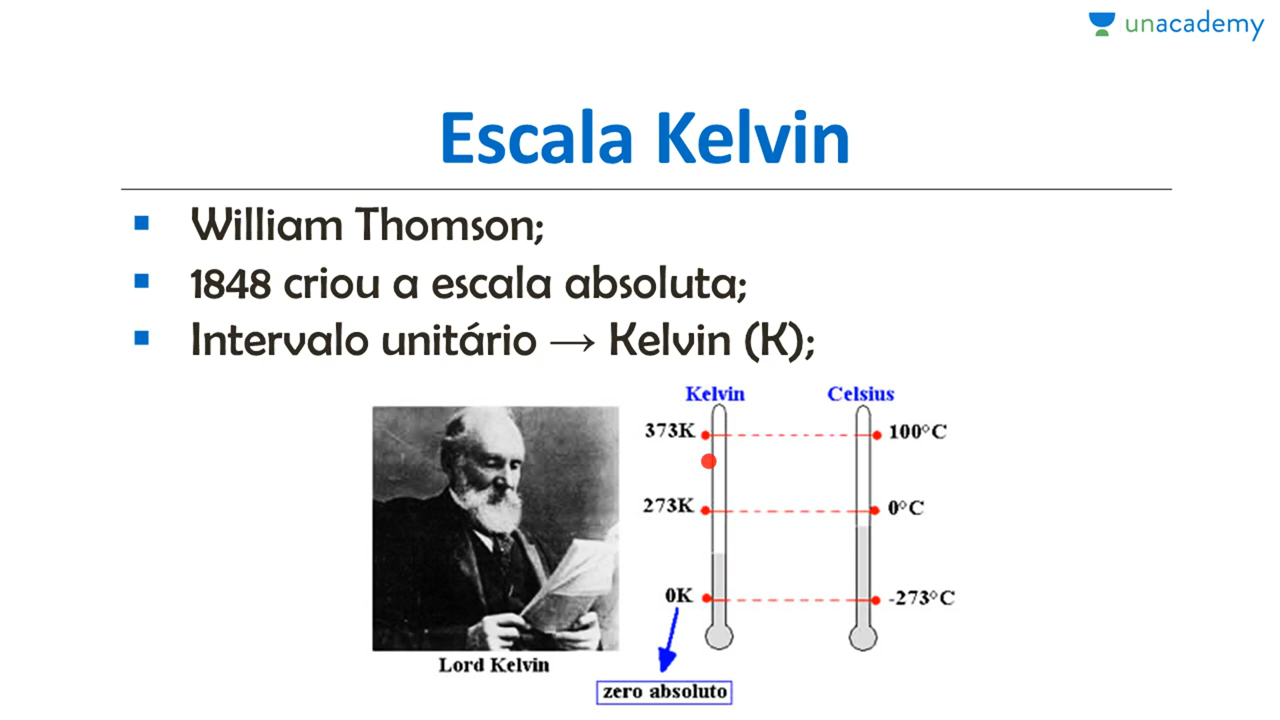 unacademy
Escala Kelvin
William Thomson;
1848 criou a escala absoluta;
Intervalo unitário → Kelvin (K);
Kelvin Celsius
373K 100°C
273K 0°C
0K -273°C
Lord Kelvin
zero absoluto